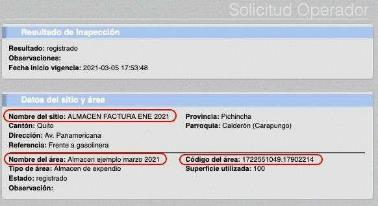 Solicitud Operador
Resultado de Inspección
Resultado: registrado
Observaciones:
Fecha inicio vigencia: 2021-03-05 17:53:48
Datos del sitio y área
Nombre del sitio: ALMACEN FACTURA ENE 2021 Provincia: Pichincha
Cantón: Quito Parroquia: Calderón (Carapungo)
Dirección: Av. Panamericana
Referencia: Frente a gasolinera
Nombre del área: Almacen ejemplo marzo 2021 Código del área: 1722551049.17902214
Tipo de área: Almacen de expendio Superficie utilizada: 100
Estado: registrado
Observación: